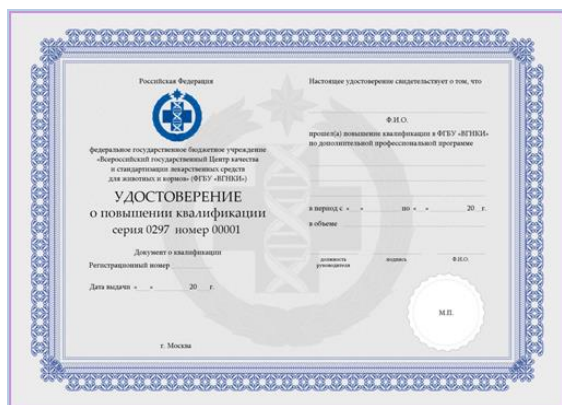 Российская Федерация
федеральное государственное бюджетное учреждение
«Всероссийский государственный Центр качества
и стандартизации лекарственных средств
для животных и кормов» (ФГБУ «ВГНКИ»)
УДОСТОВЕРЕНИЕ
о повышении квалификации
серия 0297 номер 00001
Документ о квалификации
Регистрационный номер
Дата выдачи « » 20 г.
г. Москва
Настоящее удостоверение свидетельствует о том, что
Ф.И.О.
прошел(а) повышении квалификации в ФГБУ «ВГНКИ»
по дополнительной профессиональной программе
в период с « » по « » 20 г.
в объеме
должность подпись Ф.И.О.
руководителя
М.П.